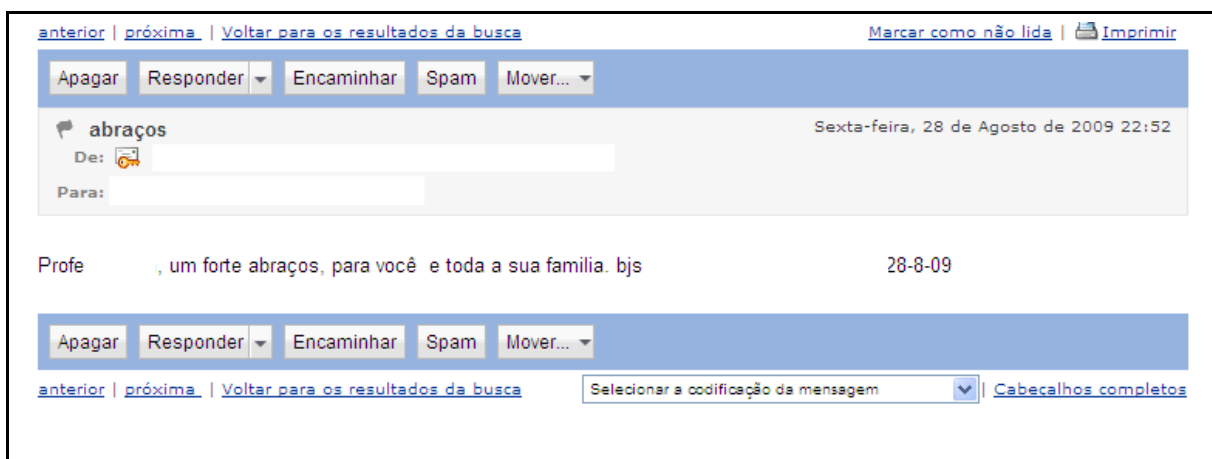 anterior | próxima | Voltar para os resultados da busca Marcar como não lida | Imprimir
Apagar Responder Encaminhar Spam Mover...
abraços Sexta-feira, 28 de Agosto de 2009 22:52
De:
Para:
Profe , um forte abraços, para você e toda a sua familia. bjs 28-8-09
Apagar Responder Encaminhar Spam Mover...
anterior | próxima | Voltar para os resultados da busca Selecionar a codificação da mensagem | Cabecalhos completos